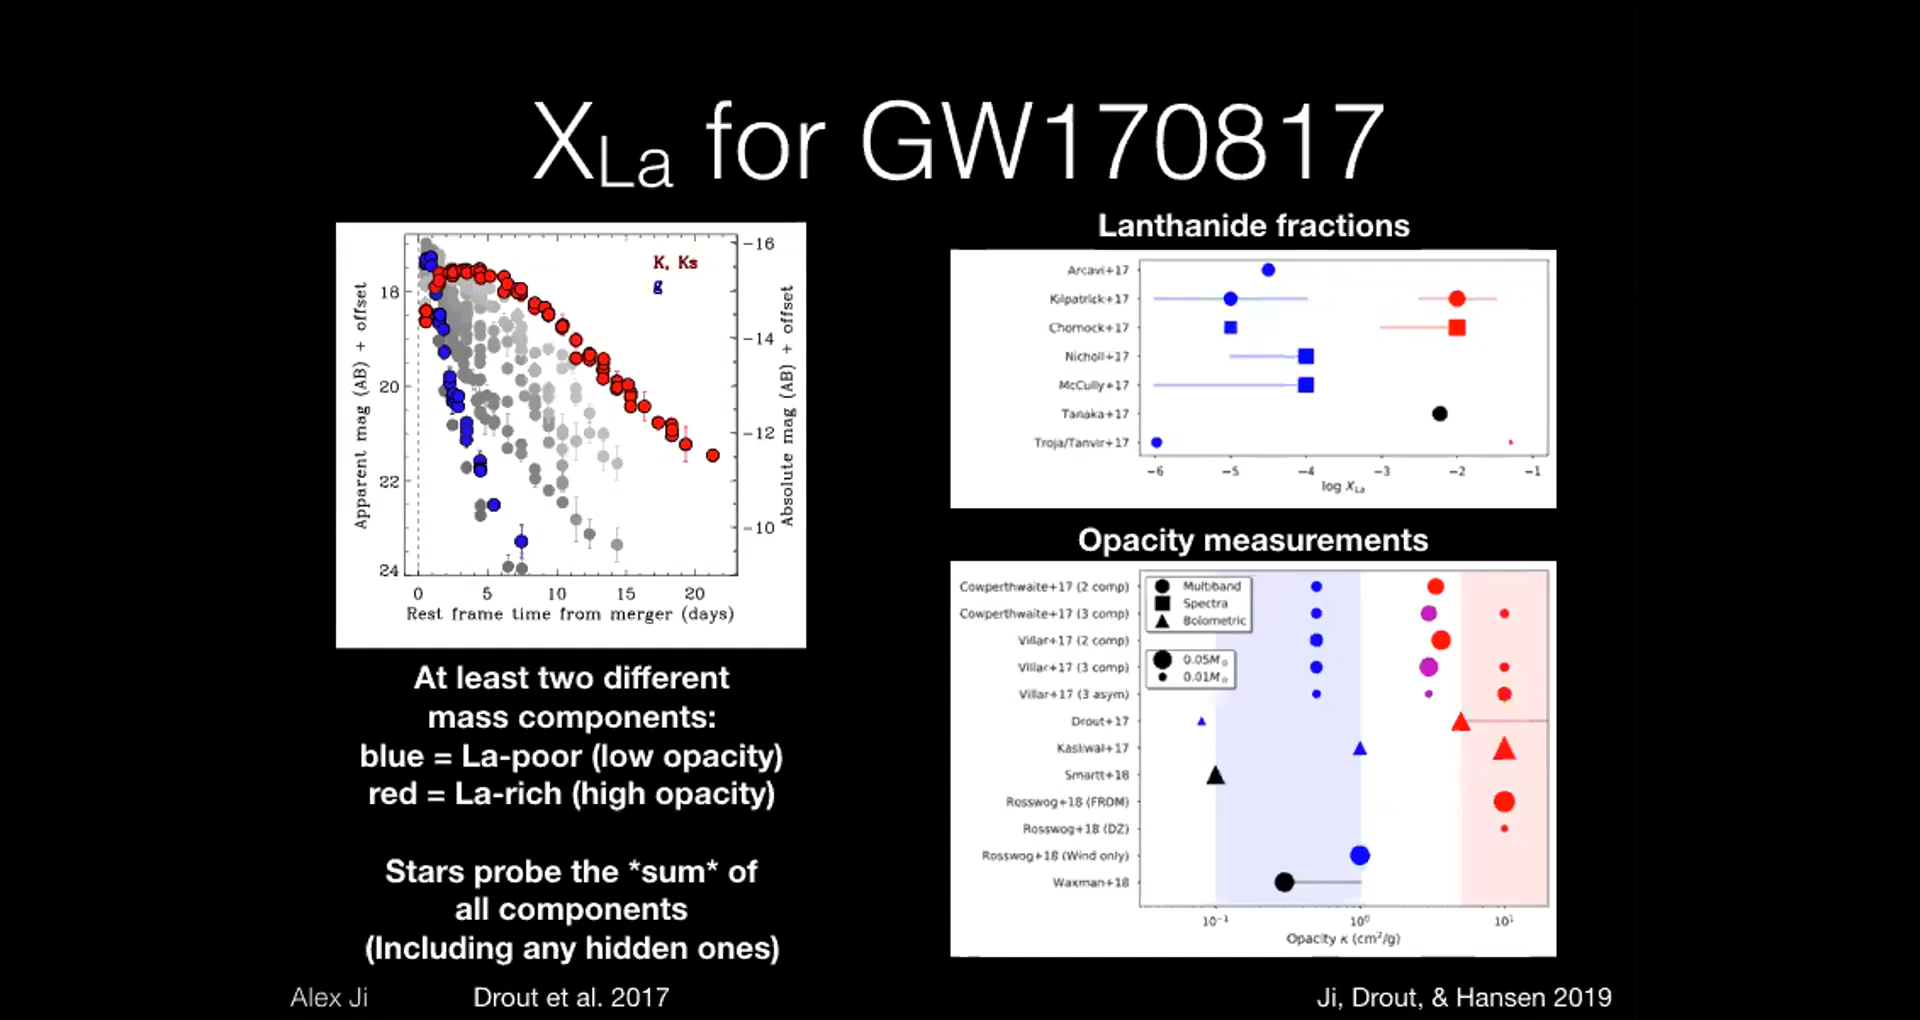 X_La for GW170817
K, Ks
g
Apparent mag (AB) + offset
Absolute mag (AB) + offset
18
20
22
24
−16
−14
−12
−10
0 5 10 15 20
Rest frame time from merger (days)
At least two different
mass components:
blue = La-poor (low opacity)
red = La-rich (high opacity)
Stars probe the *sum* of
all components
(Including any hidden ones)
Lanthanide fractions
Arcavi+17
Kilpatrick+17
Chornock+17
Nicholl+17
McCully+17
Tanaka+17
Troja/Tanvir+17
−6 −5 −4 −3 −2 −1
log X_La
Opacity measurements
Cowperthwaite+17 (2 comp)
Cowperthwaite+17 (3 comp)
Villar+17 (2 comp)
Villar+17 (3 comp)
Villar+17 (3 asym)
Drout+17
Kasliwal+17
Smartt+18
Rosswog+18 (FRDM)
Rosswog+18 (DZ)
Rosswog+18 (Wind only)
Waxman+18
Multiband
Spectra
Bolometric
0.05M⊙
0.01M⊙
10⁻¹ 10⁰ 10¹
Opacity κ (cm²/g)
Alex Ji
Drout et al. 2017
Ji, Drout, & Hansen 2019